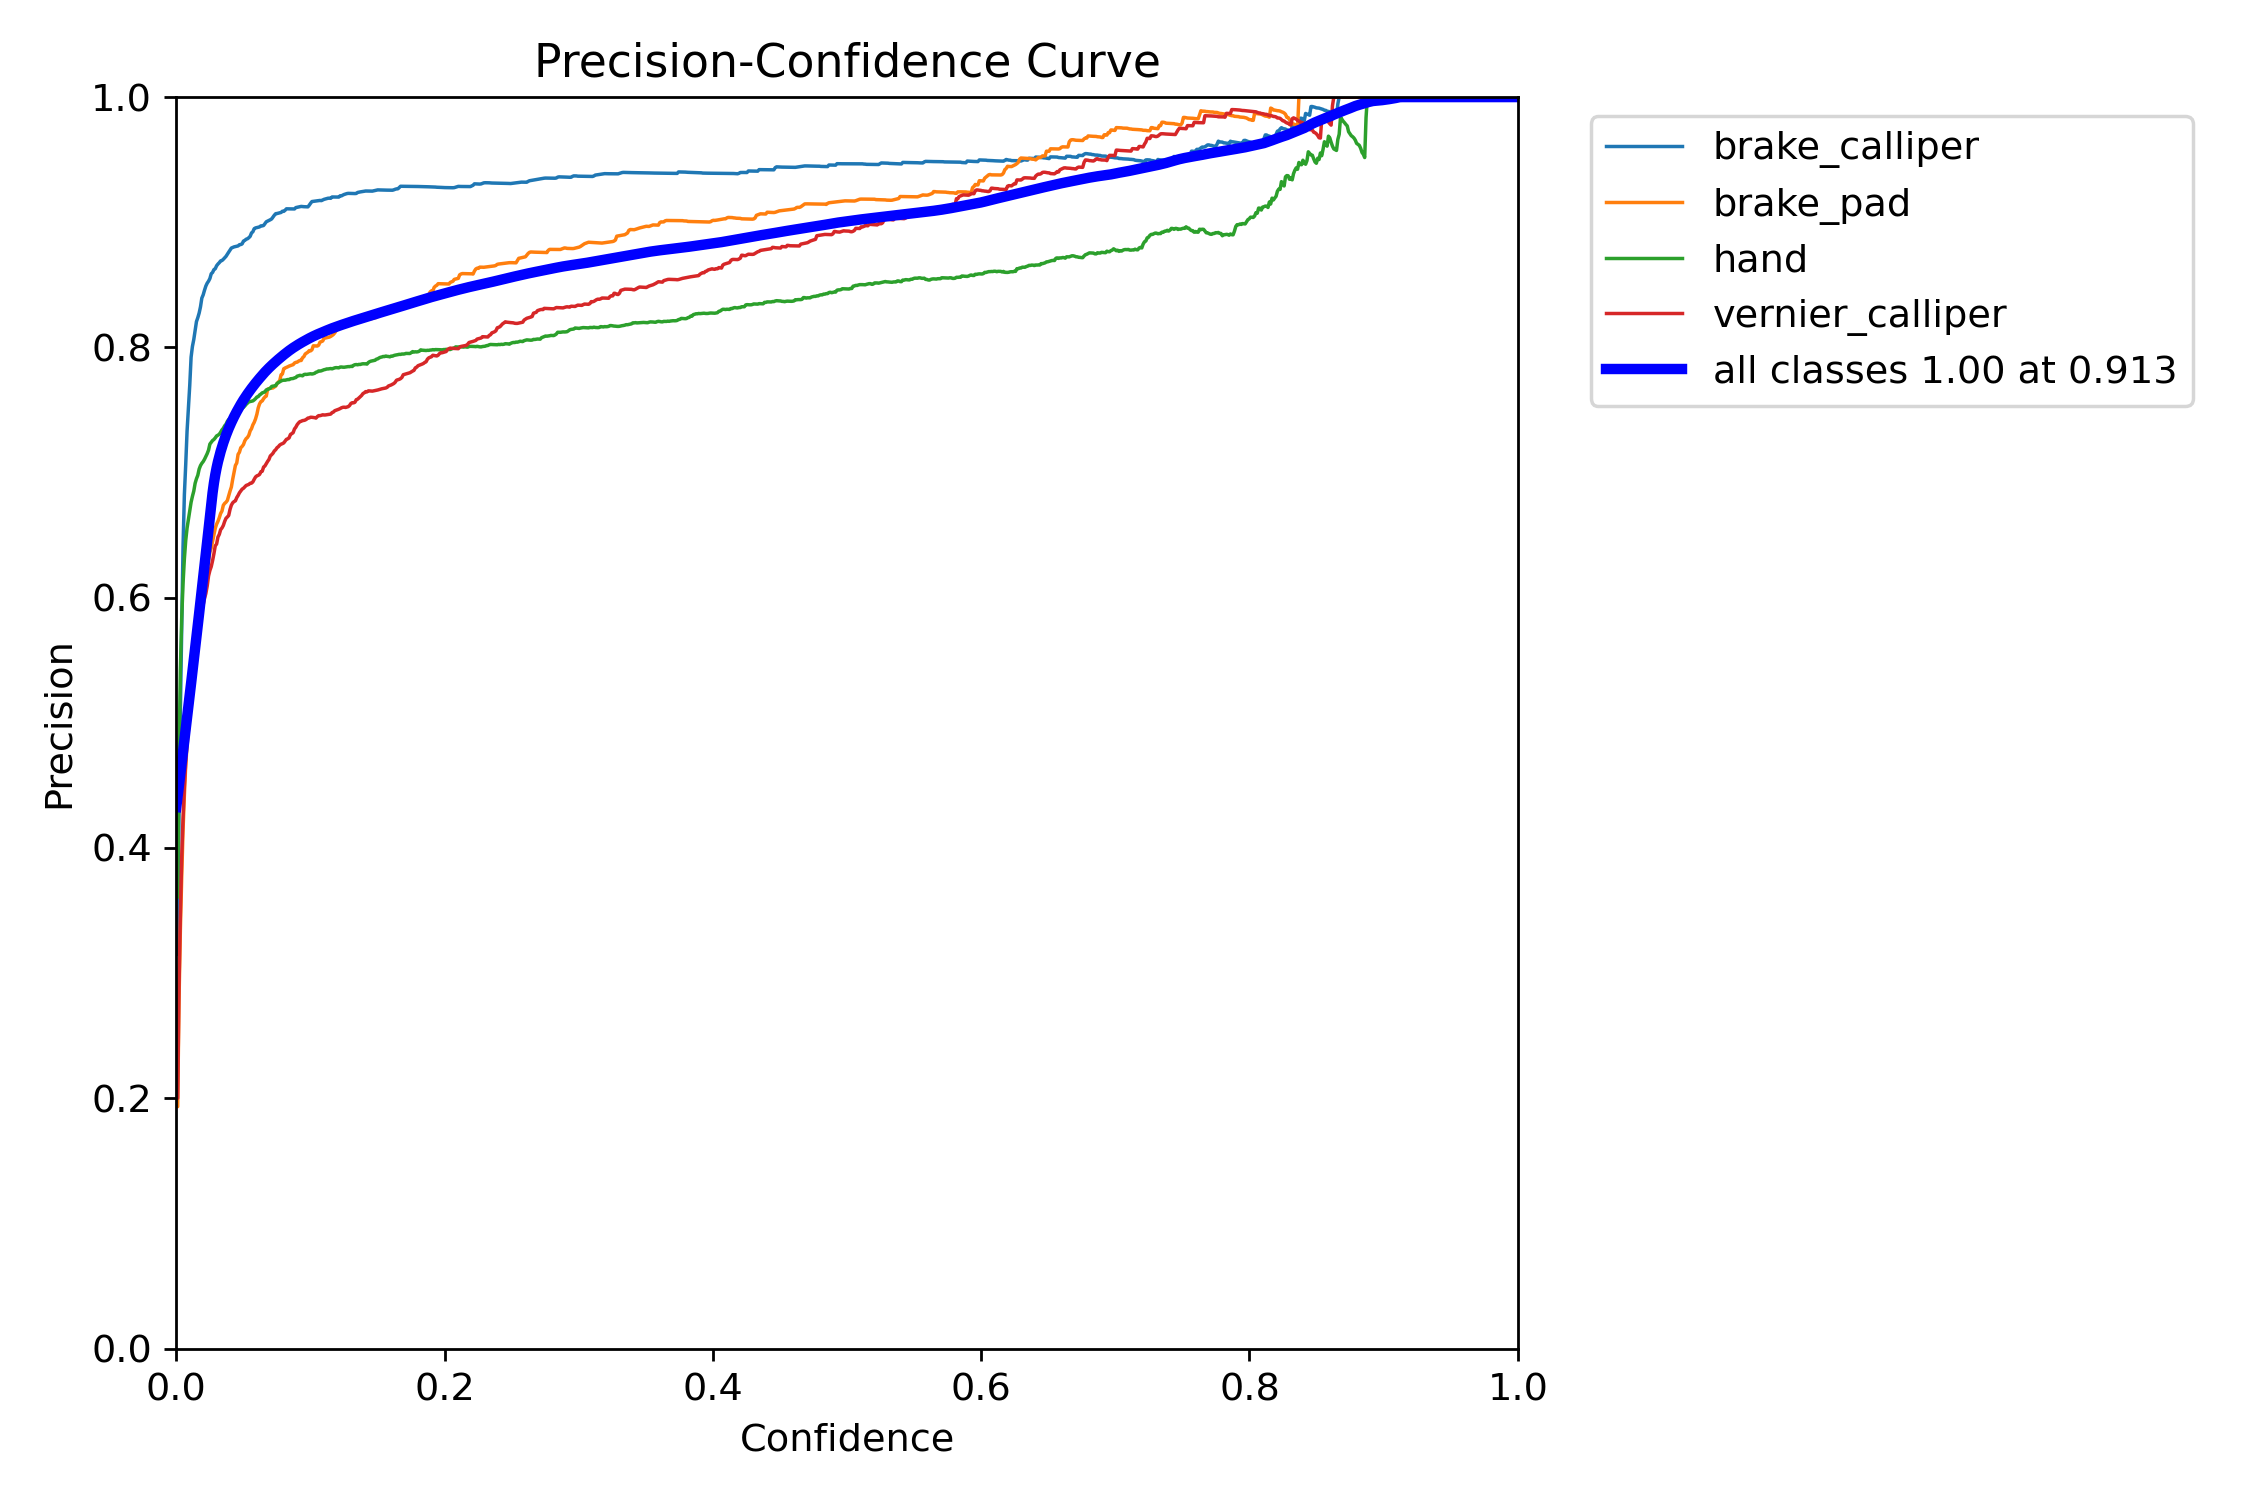 Precision-Confidence Curve
1.0
0.8
0.6
0.4
0.2
0.0
Precision
0.0 0.2 0.4 0.6 0.8 1.0
Confidence
brake_calliper
brake_pad
hand
vernier_calliper
all classes 1.00 at 0.913